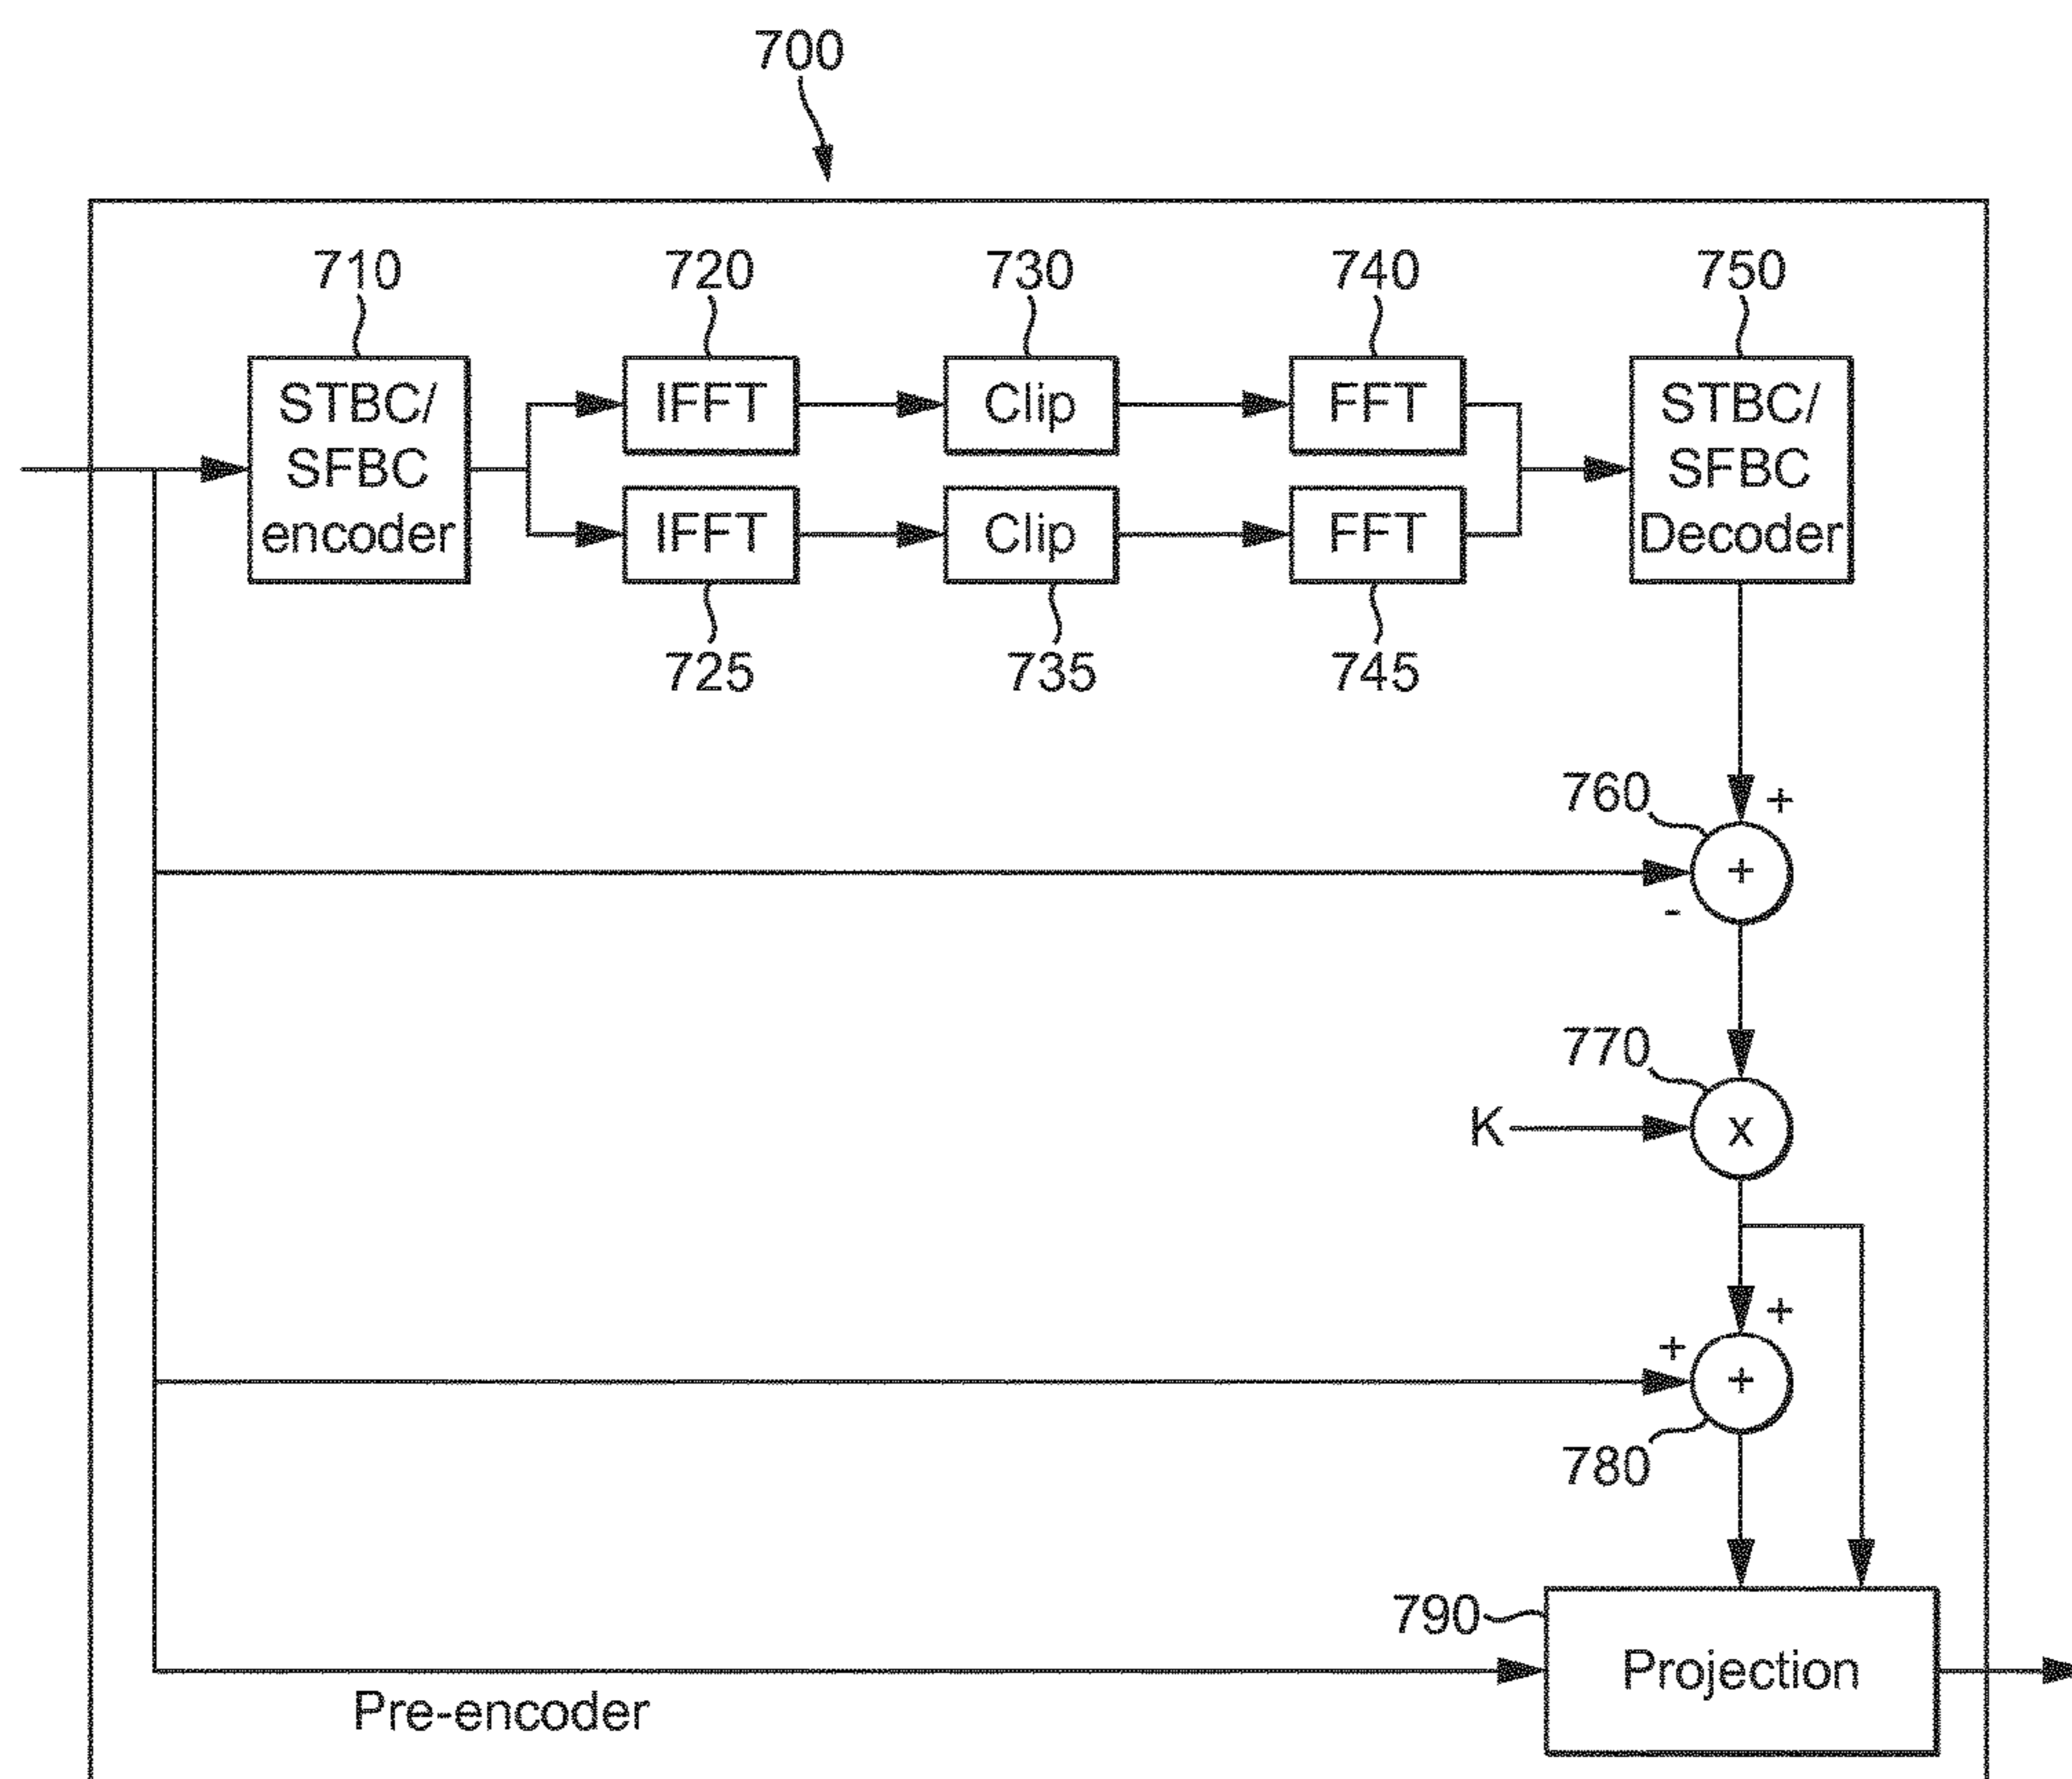 700
710
720
730
740
750
STBC/
SFBC
encoder
IFFT
Clip
FFT
STBC/
SFBC
Decoder
IFFT
Clip
FFT
725
735
745
760
+
+
-
770
K
x
+
+
+
780
790
Projection
Pre-encoder